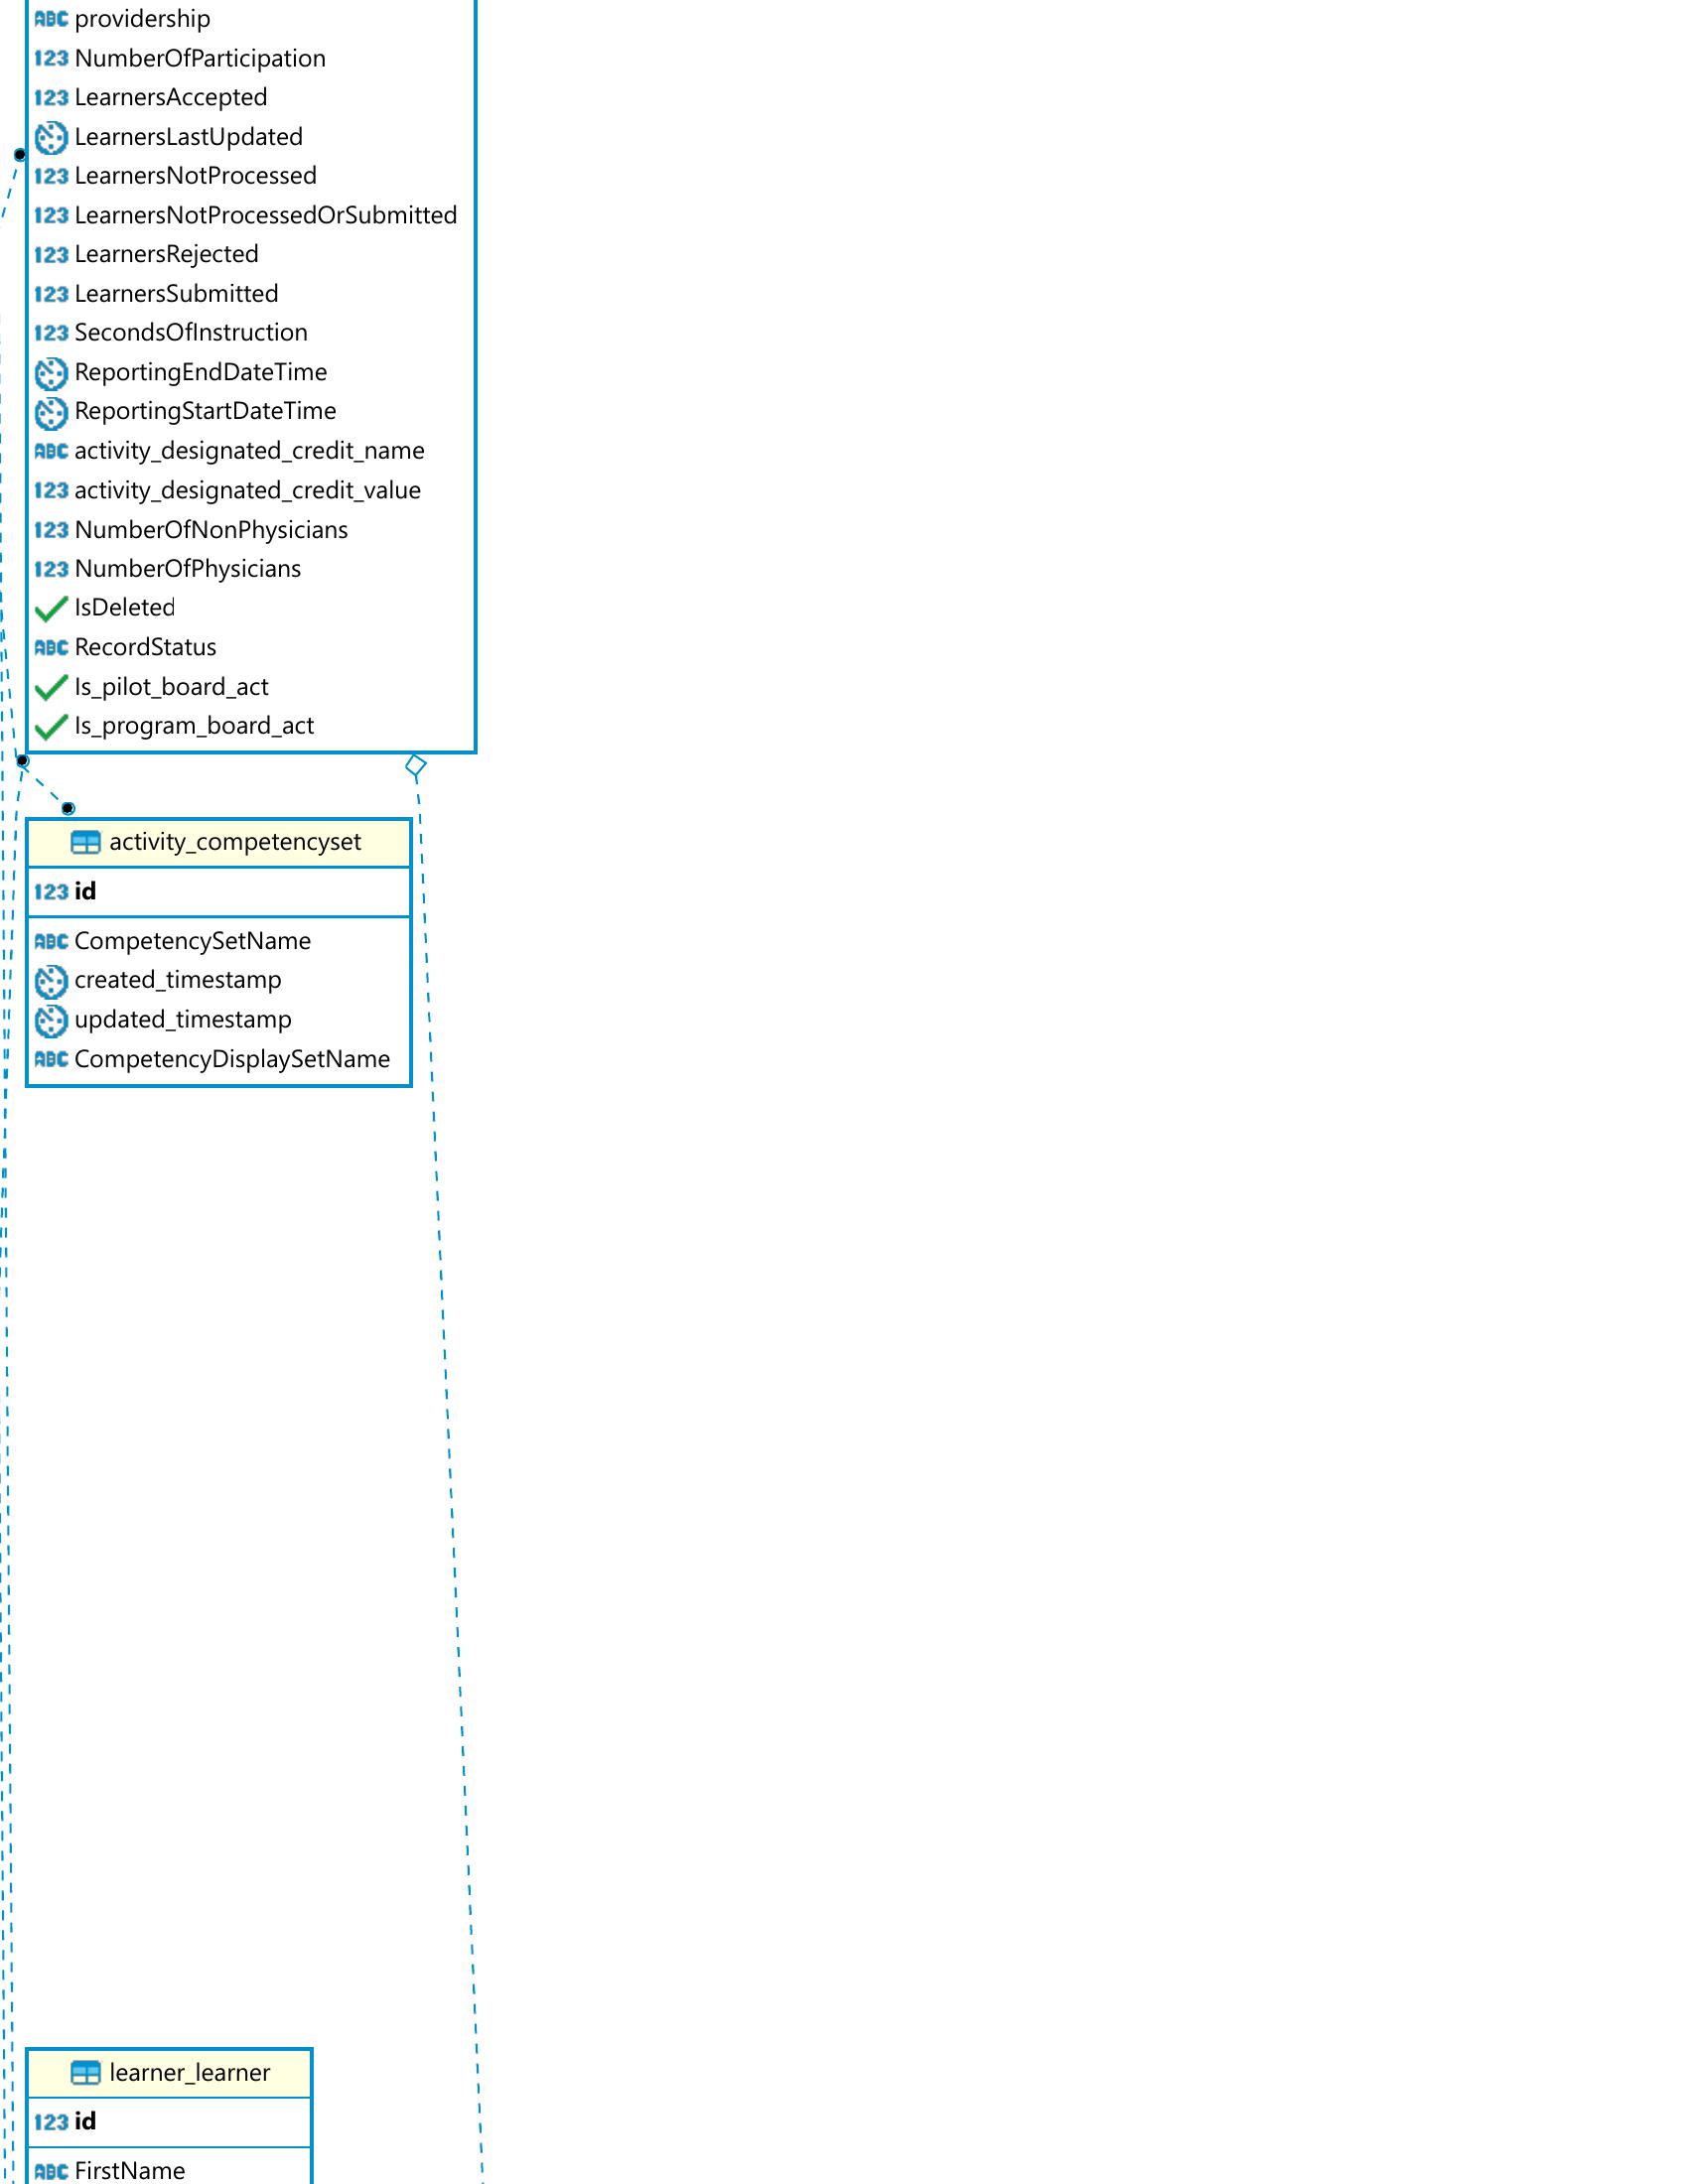 ABC providership
123 NumberOfParticipation
123 LearnersAccepted
LearnersLastUpdated
123 LearnersNotProcessed
123 LearnersNotProcessedOrSubmitted
123 LearnersRejected
123 LearnersSubmitted
123 SecondsOfInstruction
ReportingEndDateTime
ReportingStartDateTime
ABC activity_designated_credit_name
123 activity_designated_credit_value
123 NumberOfNonPhysicians
123 NumberOfPhysicians
IsDeleted
ABC RecordStatus
Is_pilot_board_act
Is_program_board_act
activity_competencyset
123 id
ABC CompetencySetName
created_timestamp
updated_timestamp
ABC CompetencyDisplaySetName
learner_learner
123 id
ABC FirstName